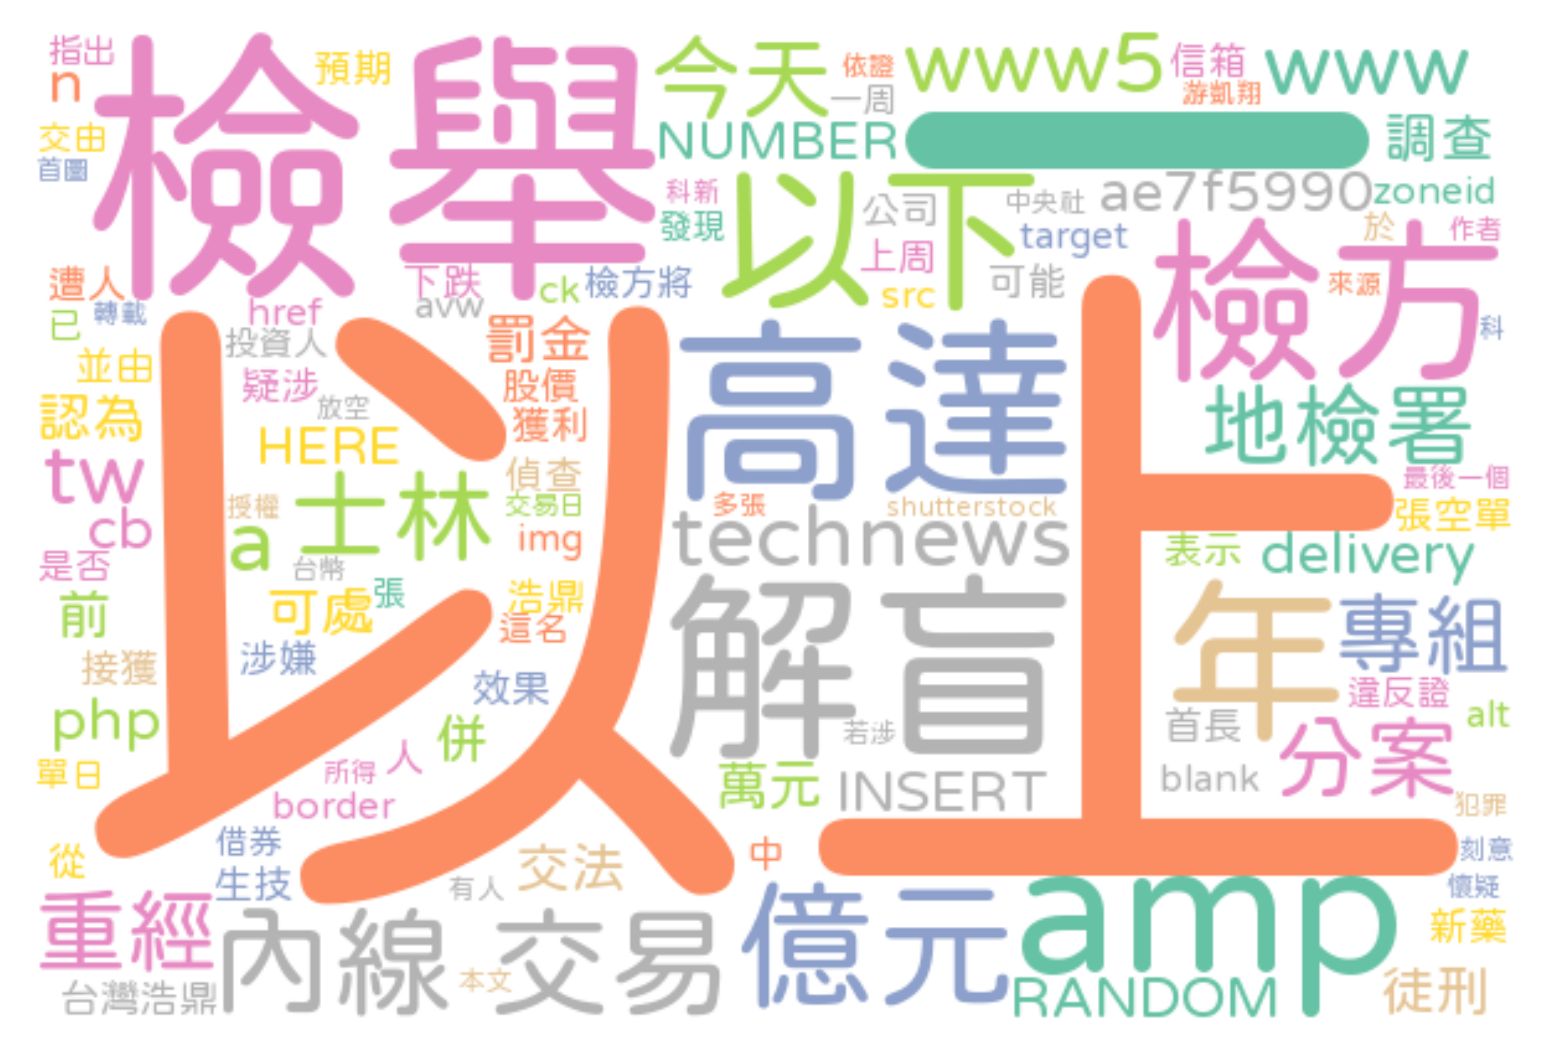 指出
n
預期
檢舉
今天
依證
一周
www5
信箱
游凱翔
www
交由
首圖
NUMBER
一
調查
科新
發現
以下
公司
上周
中央社
ae7f5990
zoneid
target
於
作者
遭人
已
轉載
href
下跌
avw
ck
檢方將
src
可能
檢方
來源
科
並由
投資人
疑涉
放空
罰金
股價
獲利
高達
以上
地檢署
認為
HERE
tw
cb
授權
a
士林
偵查
交易日
img
多張
shutterstock
technews
最後一個
張空單
表示
delivery
是否
前
台幣
可處
張
浩鼎
這名
解盲
年
專組
接獲
涉嫌
效果
違反證
php
併
若涉
首長
分案
alt
單日
所得
人
border
萬元
INSERT
blank
犯罪
從
借券
生技
有人
交法
中
刻意
懷疑
重經
內線交易
本文
億元
amp
新藥
台灣浩鼎
RANDOM
徒刑